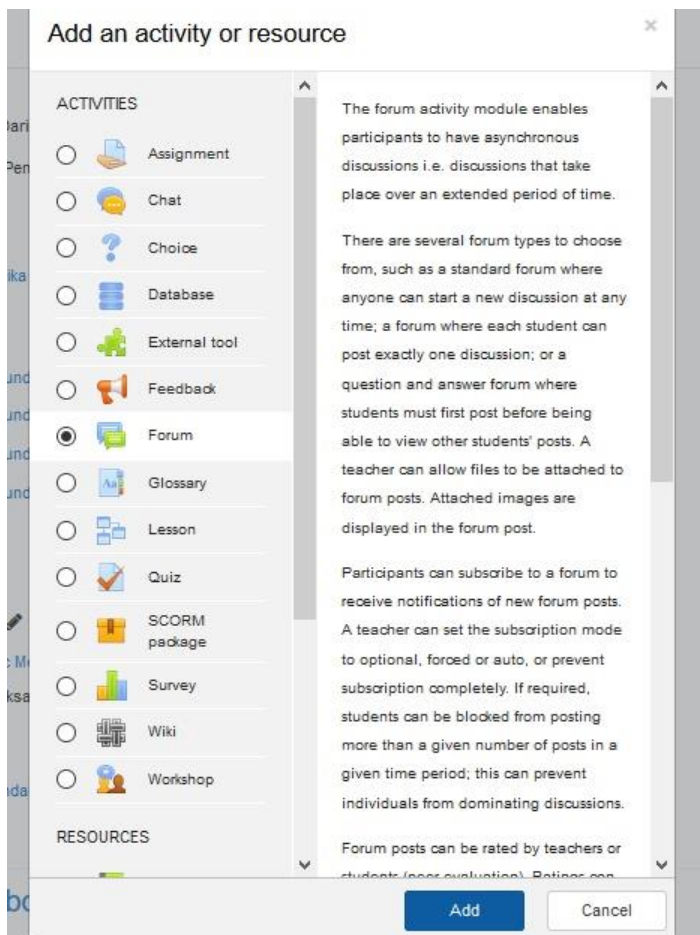 Add an activity or resource
ACTIVITIES
Assignment
Chat
Choice
Database
External tool
Feedback
Forum
Glossary
Lesson
Quiz
SCORM
package
Survey
Wiki
Workshop
RESOURCES
The forum activity module enables
participants to have asynchronous
discussions i.e. discussions that take
place over an extended period of time.
There are several forum types to choose
from, such as a standard forum where
anyone can start a new discussion at any
time; a forum where each student can
post exactly one discussion; or a
question and answer forum where
students must first post before being
able to view other students' posts. A
teacher can allow files to be attached to
forum posts. Attached images are
displayed in the forum post.
Participants can subscribe to a forum to
receive notifications of new forum posts.
A teacher can set the subscription mode
to optional, forced or auto, or prevent
subscription completely. If required,
students can be blocked from posting
more than a given number of posts in a
given time period; this can prevent
individuals from dominating discussions.
Forum posts can be rated by teachers or
students (peer evaluation). Ratings can
Add
Cancel